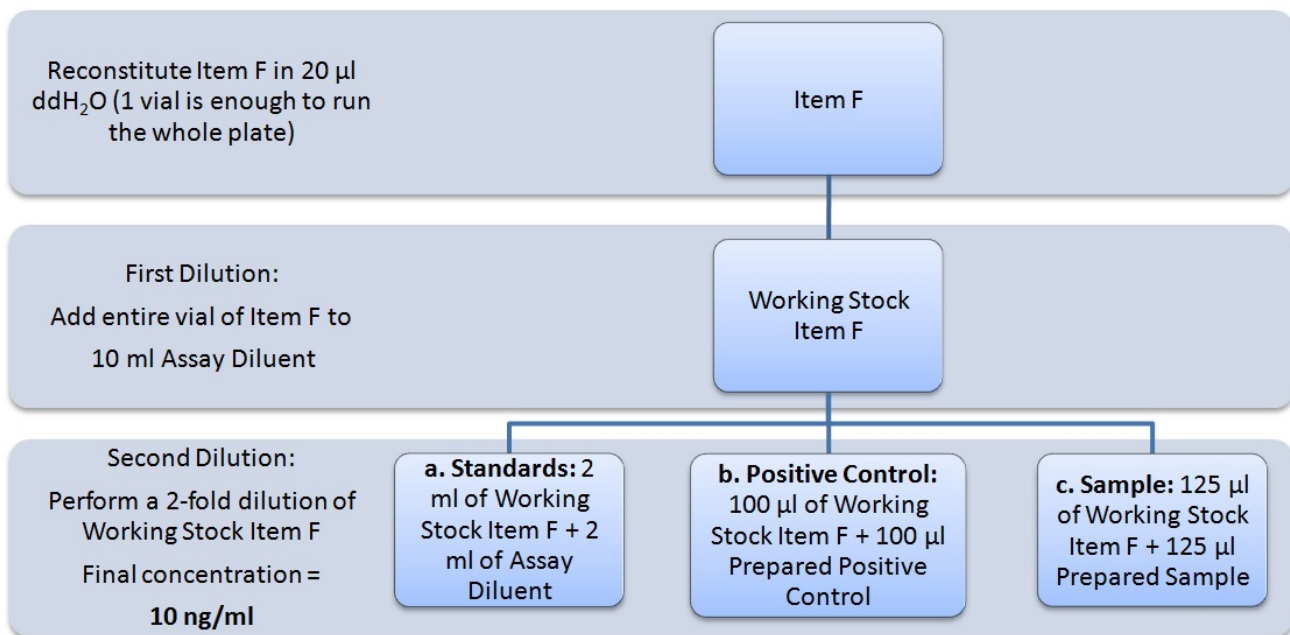 Reconstitute Item F in 20 µl
ddH₂O (1 vial is enough to run
the whole plate)
Item F
First Dilution:
Add entire vial of Item F to
10 ml Assay Diluent
Working Stock
Item F
Second Dilution:
Perform a 2-fold dilution of
Working Stock Item F
Final concentration =
10 ng/ml
a. Standards: 2
ml of Working
Stock Item F + 2
ml of Assay
Diluent
b. Positive Control:
100 µl of Working
Stock Item F + 100 µl
Prepared Positive
Control
c. Sample: 125 µl
of Working Stock
Item F + 125 µl
Prepared Sample